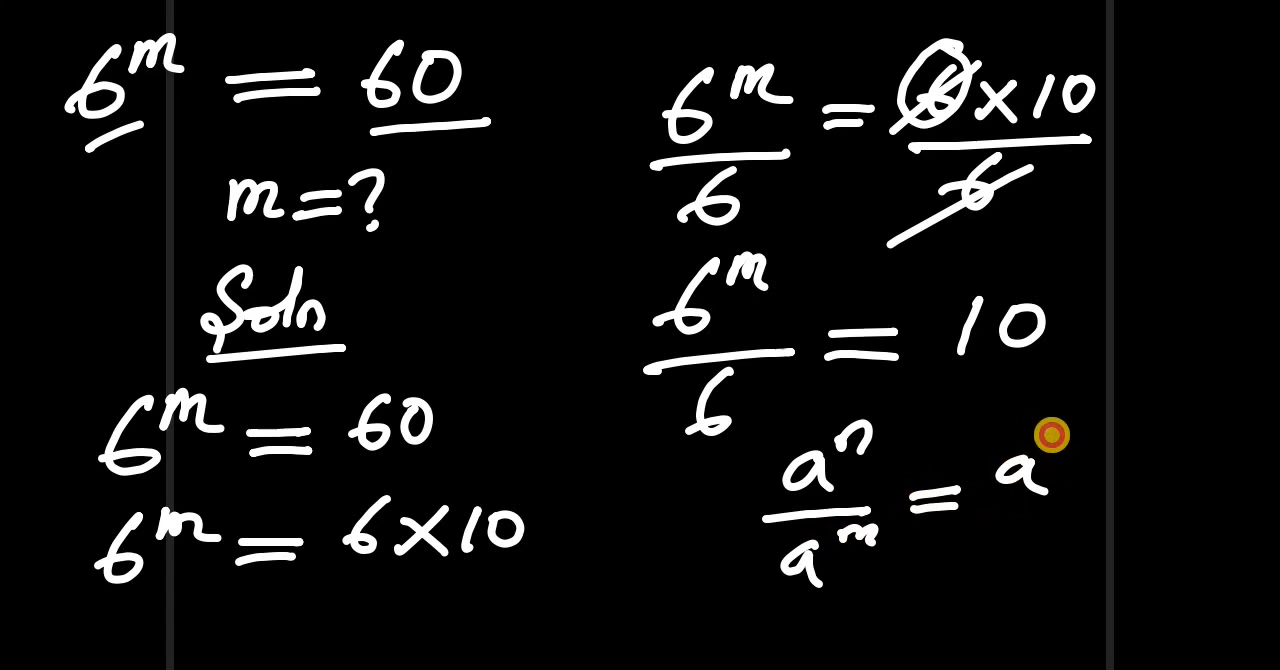 6^m = 60
m = ?
Soln
6^m = 60
6^m = 6 × 10
6^m / 6 = 6 × 10 / 6
6^m / 6 = 10
a^n / a^m = a